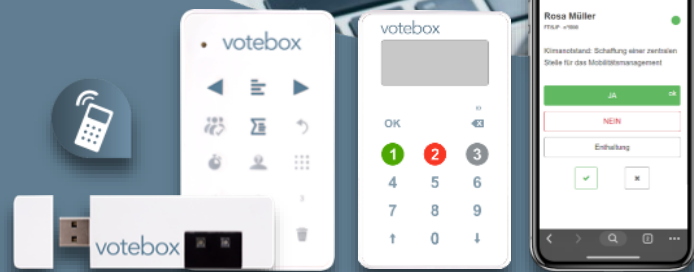 votebox
votebox
votebox
OK
1
2
3
4
5
6
7
8
9
0
Rosa Müller
Klimanotstand: Schaffung einer zentralen
Stelle für das Mobilitätsmanagement
JA
ok
NEIN
Enthaltung